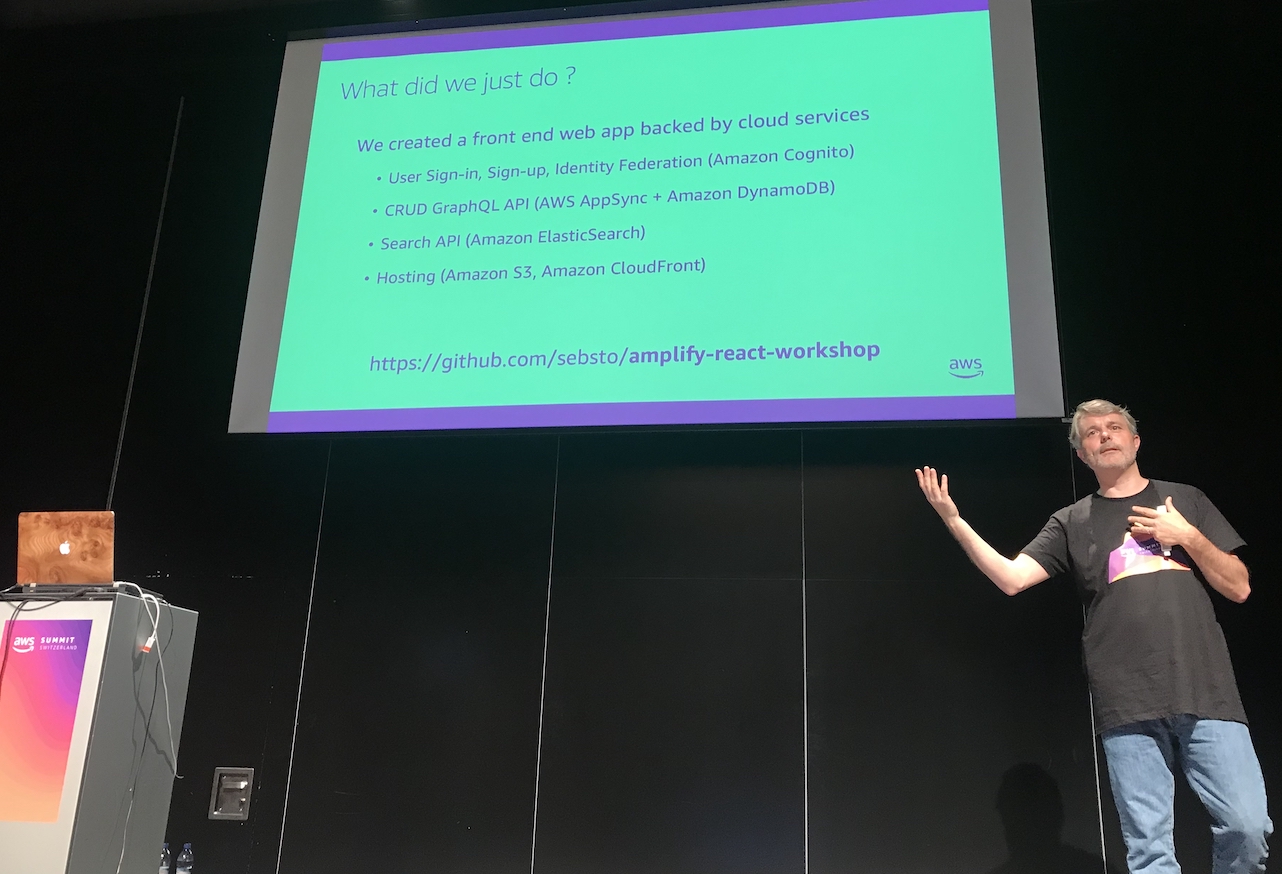 What did we just do ?
We created a front end web app backed by cloud services
• User Sign-in, Sign-up, Identity Federation (Amazon Cognito)
• CRUD GraphQL API (AWS AppSync + Amazon DynamoDB)
• Search API (Amazon ElasticSearch)
• Hosting (Amazon S3, Amazon CloudFront)
https://github.com/sebsto/amplify-react-workshop
aws
aws SUMMIT
SWITZERLAND
SUMMIT